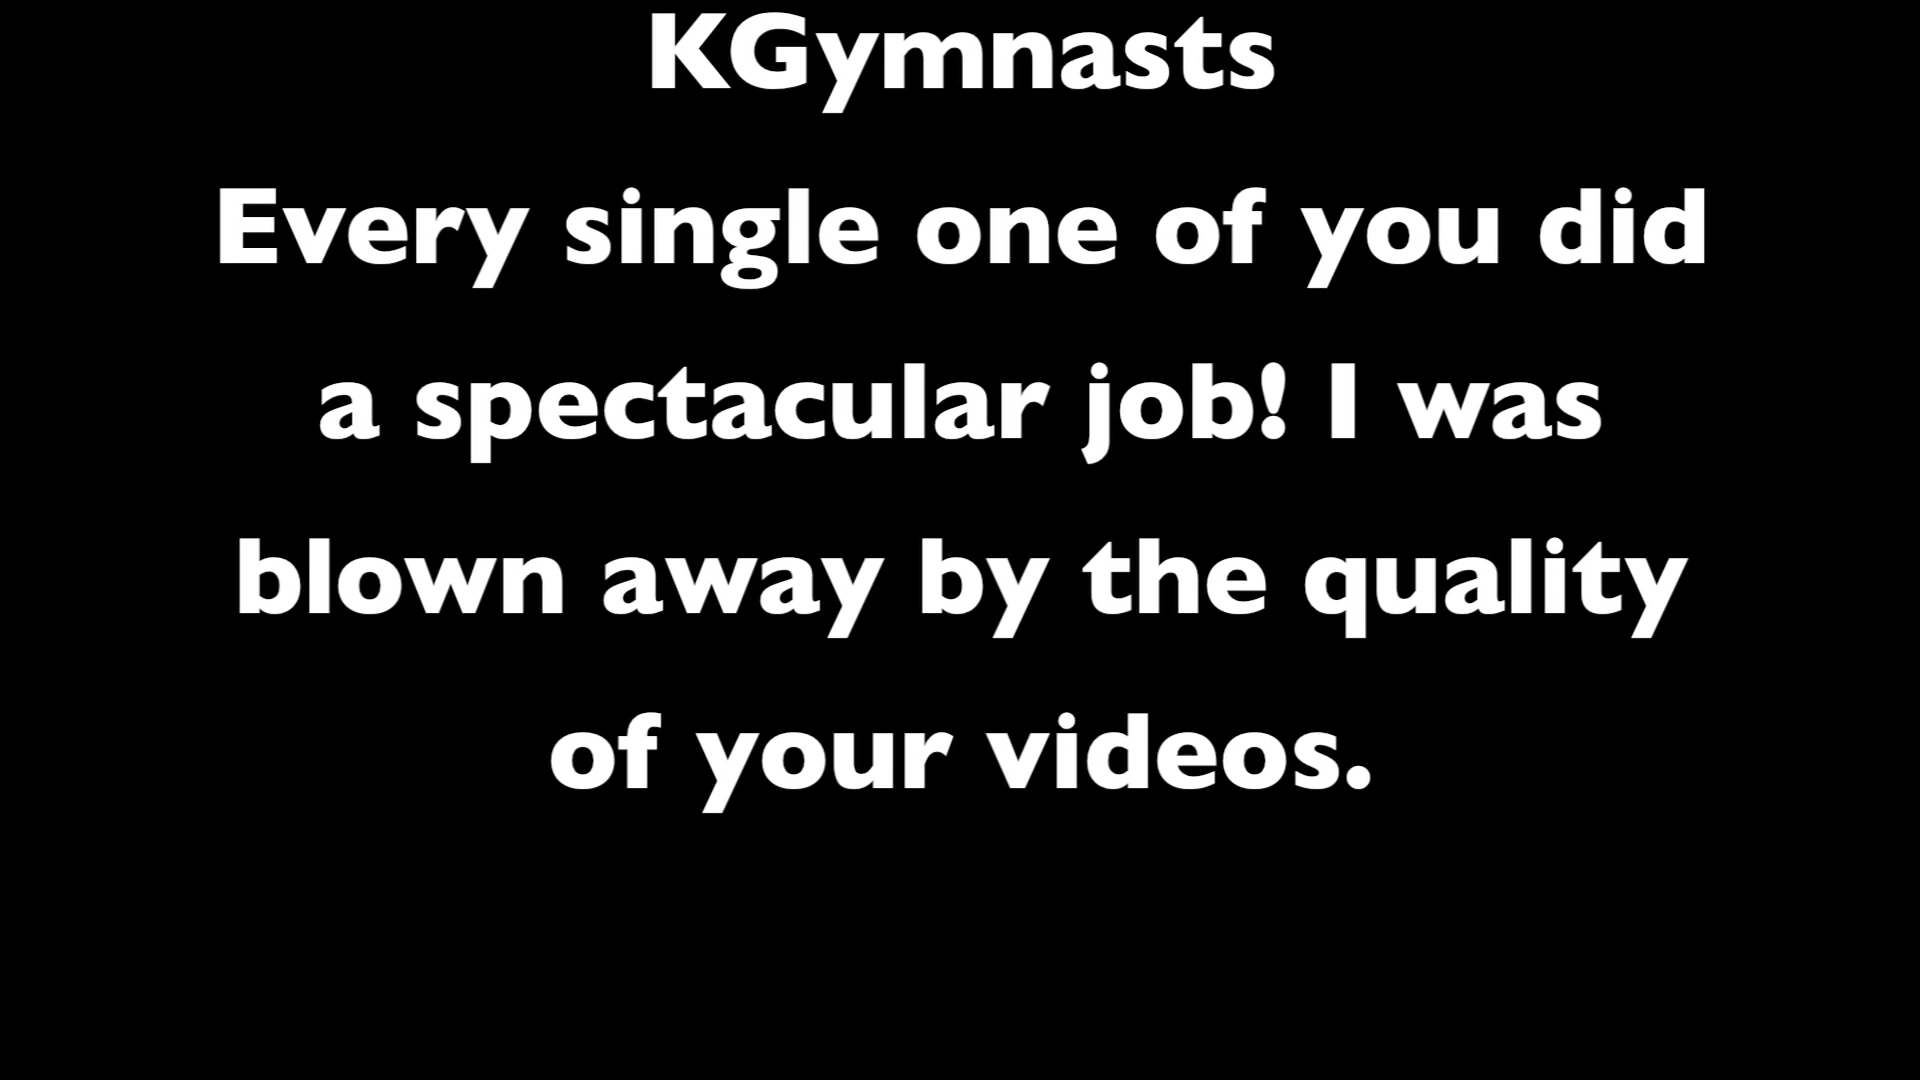 KGymnasts
Every single one of you did
a spectacular job! I was
blown away by the quality
of your videos.